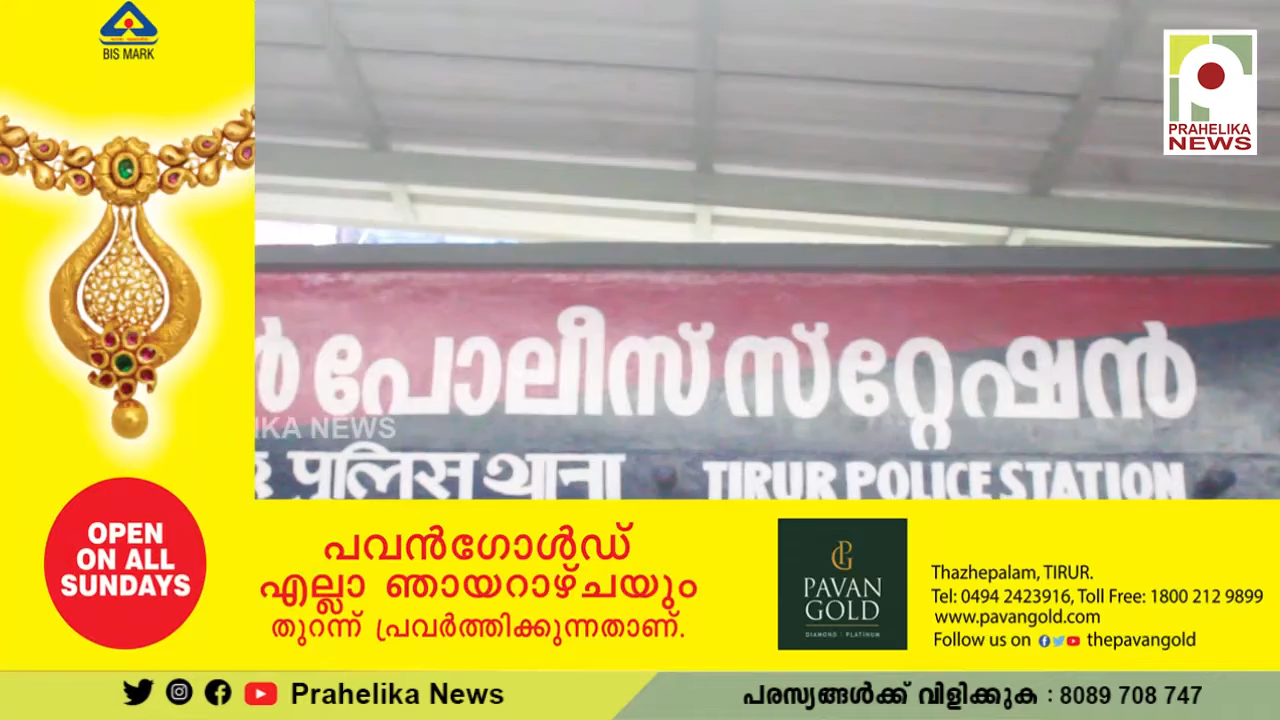 BIS MARK
PRAHELIKA
NEWS
പോലീസ് സ്റ്റേഷൻ
NEWS
पुलिस थाना
TIRUR POLICE STATION
OPEN
ON ALL
SUNDAYS
പവൻഗോൾഡ്
എല്ലാ ഞായറാഴ്ചയും
തുറന്ന് പ്രവർത്തിക്കുന്നതാണ്.
PAVAN
GOLD
DIAMOND | PLATINUM
Thazhepalam, TIRUR.
Tel: 0494 2423916, Toll Free: 1800 212 9899
www.pavangold.com
Follow us on thepavangold
Prahelika News
പരസ്യങ്ങൾക്ക് വിളിക്കുക : 8089 708 747